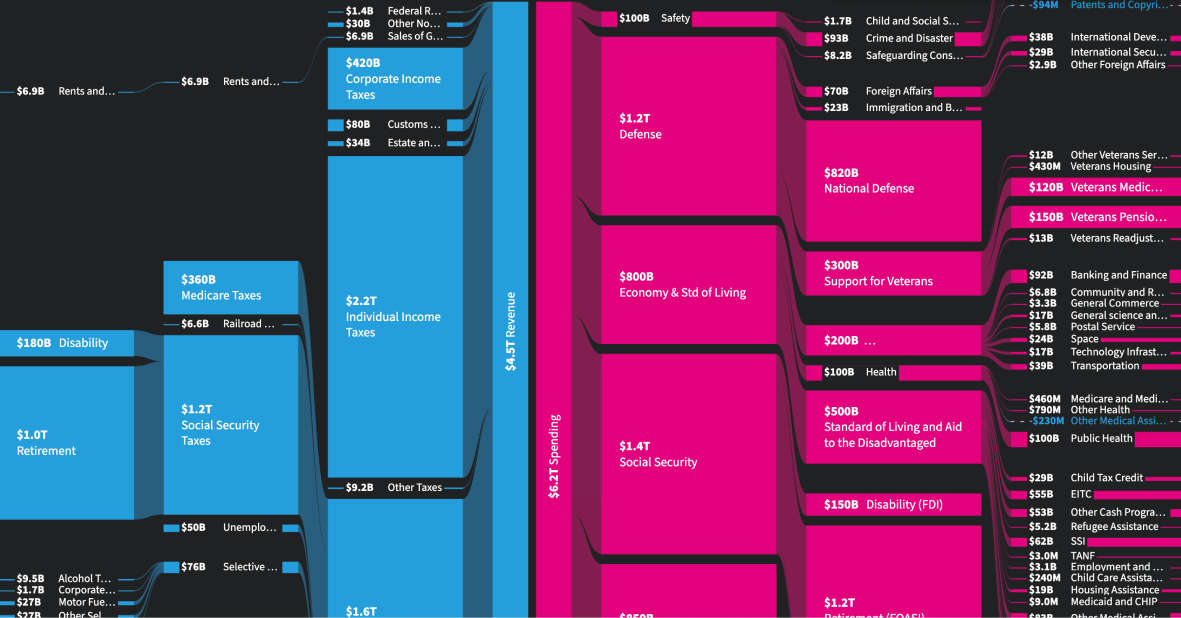 $6.9B Rents and…
$180B Disability
$1.0T
Retirement
$9.5B Alcohol T…
$1.7B Corporate…
$27B Motor Fue…
$27B Other Sel…
$6.9B Rents and…
$360B
Medicare Taxes
$6.6B Railroad …
$1.2T
Social Security
Taxes
$50B Unemplo…
$76B Selective …
$1.4B Federal R…
$30B Other No…
$6.9B Sales of G…
$420B
Corporate Income
Taxes
$80B Customs …
$34B Estate an…
$2.2T
Individual Income
Taxes
$9.2B Other Taxes
$1.6T
$4.5T Revenue
$6.2T Spending
$100B Safety
$1.2T
Defense
$800B
Economy & Std of Living
$1.4T
Social Security
$850B
$1.7B Child and Social S…
$93B Crime and Disaster
$8.2B Safeguarding Cons…
$70B Foreign Affairs
$23B Immigration and B…
$820B
National Defense
$300B
Support for Veterans
$200B …
$100B Health
$500B
Standard of Living and Aid
to the Disadvantaged
$150B Disability (FDI)
$1.2T
Retirement (FOASI)
-$94M Patents and Copyri…
$38B International Deve…
$29B International Secu…
$2.9B Other Foreign Affairs
$12B Other Veterans Ser…
$430M Veterans Housing
$120B Veterans Medic…
$150B Veterans Pensio…
$13B Veterans Readjust…
$92B Banking and Finance
$6.8B Community and R…
$3.3B General Commerce
$17B General science an…
$5.8B Postal Service
$24B Space
$17B Technology Infrast…
$39B Transportation
$460M Medicare and Medi…
$790M Other Health
-$230M Other Medical Assi…
$100B Public Health
$29B Child Tax Credit
$55B EITC
$53B Other Cash Progra…
$5.2B Refugee Assistance
$62B SSI
$3.0M TANF
$3.1B Employment and …
$240M Child Care Assista…
$19B Housing Assistance
$9.0M Medicaid and CHIP
Other Medical Assi…